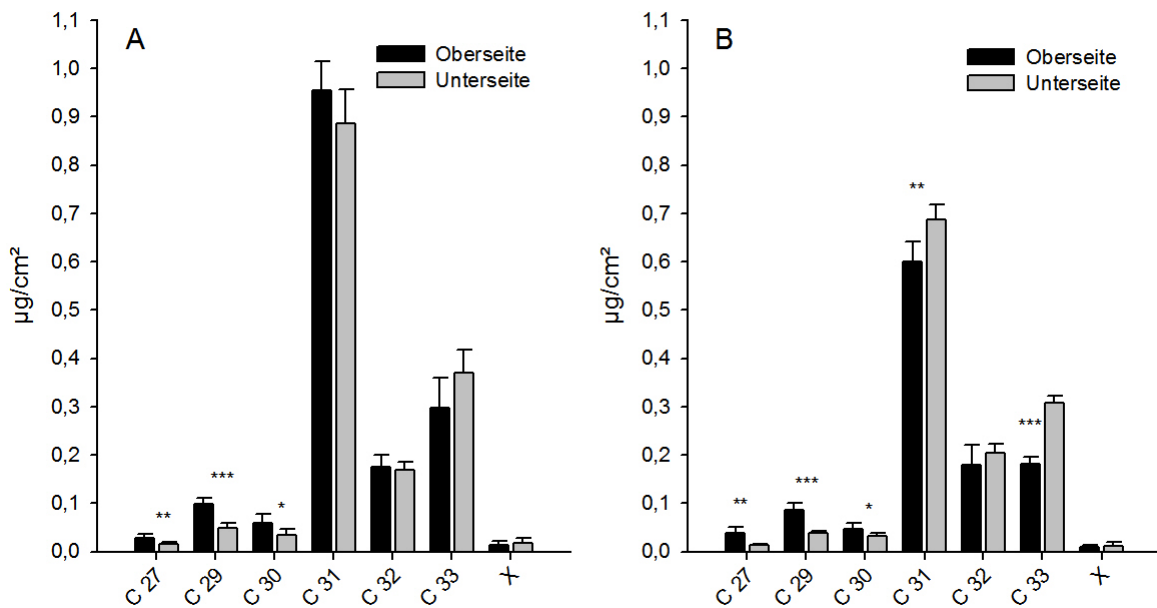 A
Oberseite
Unterseite
µg/cm²
1,1
1,0
0,9
0,8
0,7
0,6
0,5
0,4
0,3
0,2
0,1
0,0
**
***
*
C 27
C 29
C 30
C 31
C 32
C 33
X
B
Oberseite
Unterseite
µg/cm²
1,1
1,0
0,9
0,8
0,7
0,6
0,5
0,4
0,3
0,2
0,1
0,0
**
***
*
**
***
C 27
C 29
C 30
C 31
C 32
C 33
X